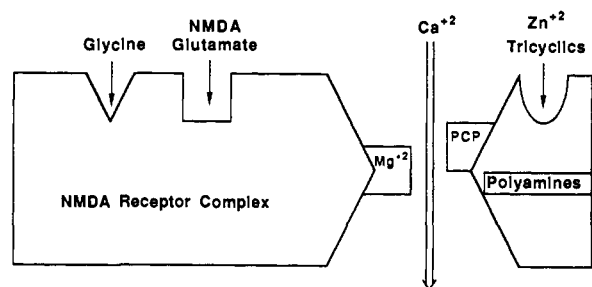 Glycine
NMDA
Glutamate
Ca+2
Zn+2
Tricyclics
PCP
Mg+2
Polyamines
NMDA Receptor Complex